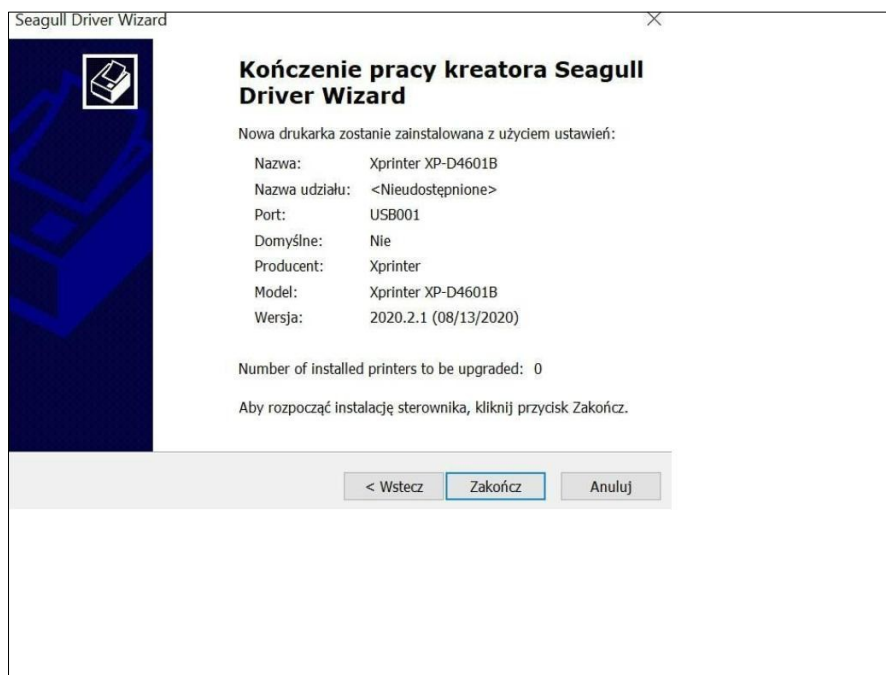 Seagull Driver Wizard
Kończenie pracy kreatora Seagull
Driver Wizard
Nowa drukarka zostanie zainstalowana z użyciem ustawień:
Nazwa: Xprinter XP-D4601B
Nazwa udziału: <Nieudostępnione>
Port: USB001
Domyślne: Nie
Producent: Xprinter
Model: Xprinter XP-D4601B
Wersja: 2020.2.1 (08/13/2020)
Number of installed printers to be upgraded: 0
Aby rozpocząć instalację sterownika, kliknij przycisk Zakończ.
< Wstecz Zakończ Anuluj